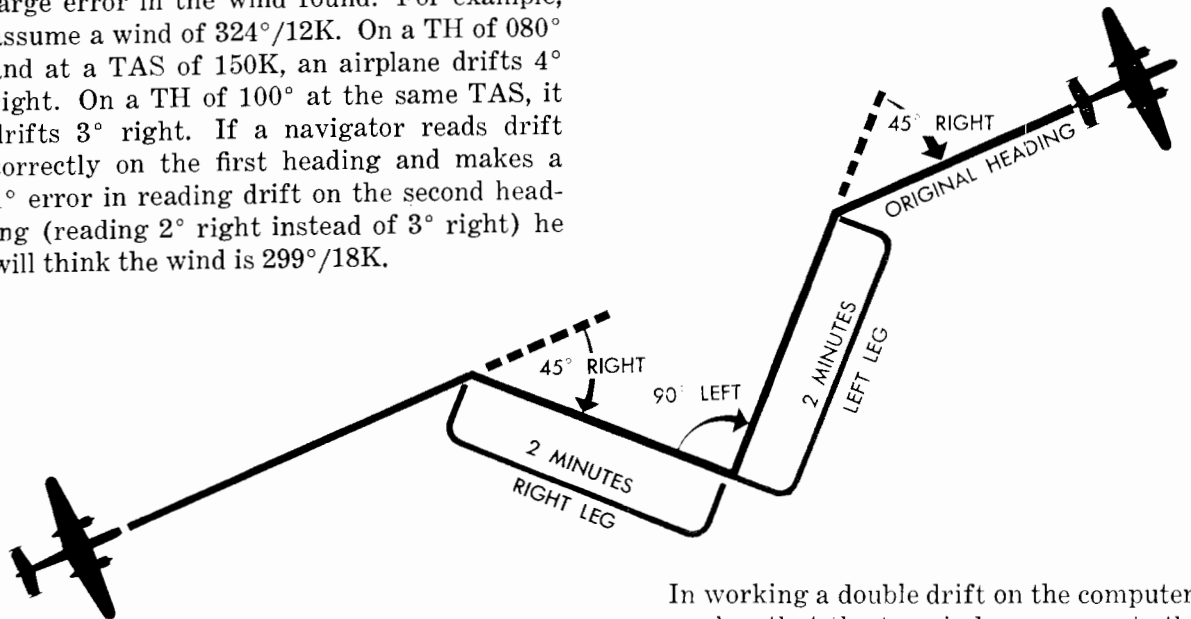 large error in the wind found. For example,
assume a wind of 324°/12K. On a TH of 080°
and at a TAS of 150K, an airplane drifts 4°
right. On a TH of 100° at the same TAS, it
drifts 3° right. If a navigator reads drift
correctly on the first heading and makes a
1° error in reading drift on the second head-
ing (reading 2° right instead of 3° right) he
will think the wind is 299°/18K.
45° RIGHT
ORIGINAL HEADING
2 MINUTES
LEFT LEG
45° RIGHT
90° LEFT
2 MINUTES
RIGHT LEG
In working a double drift on the computer